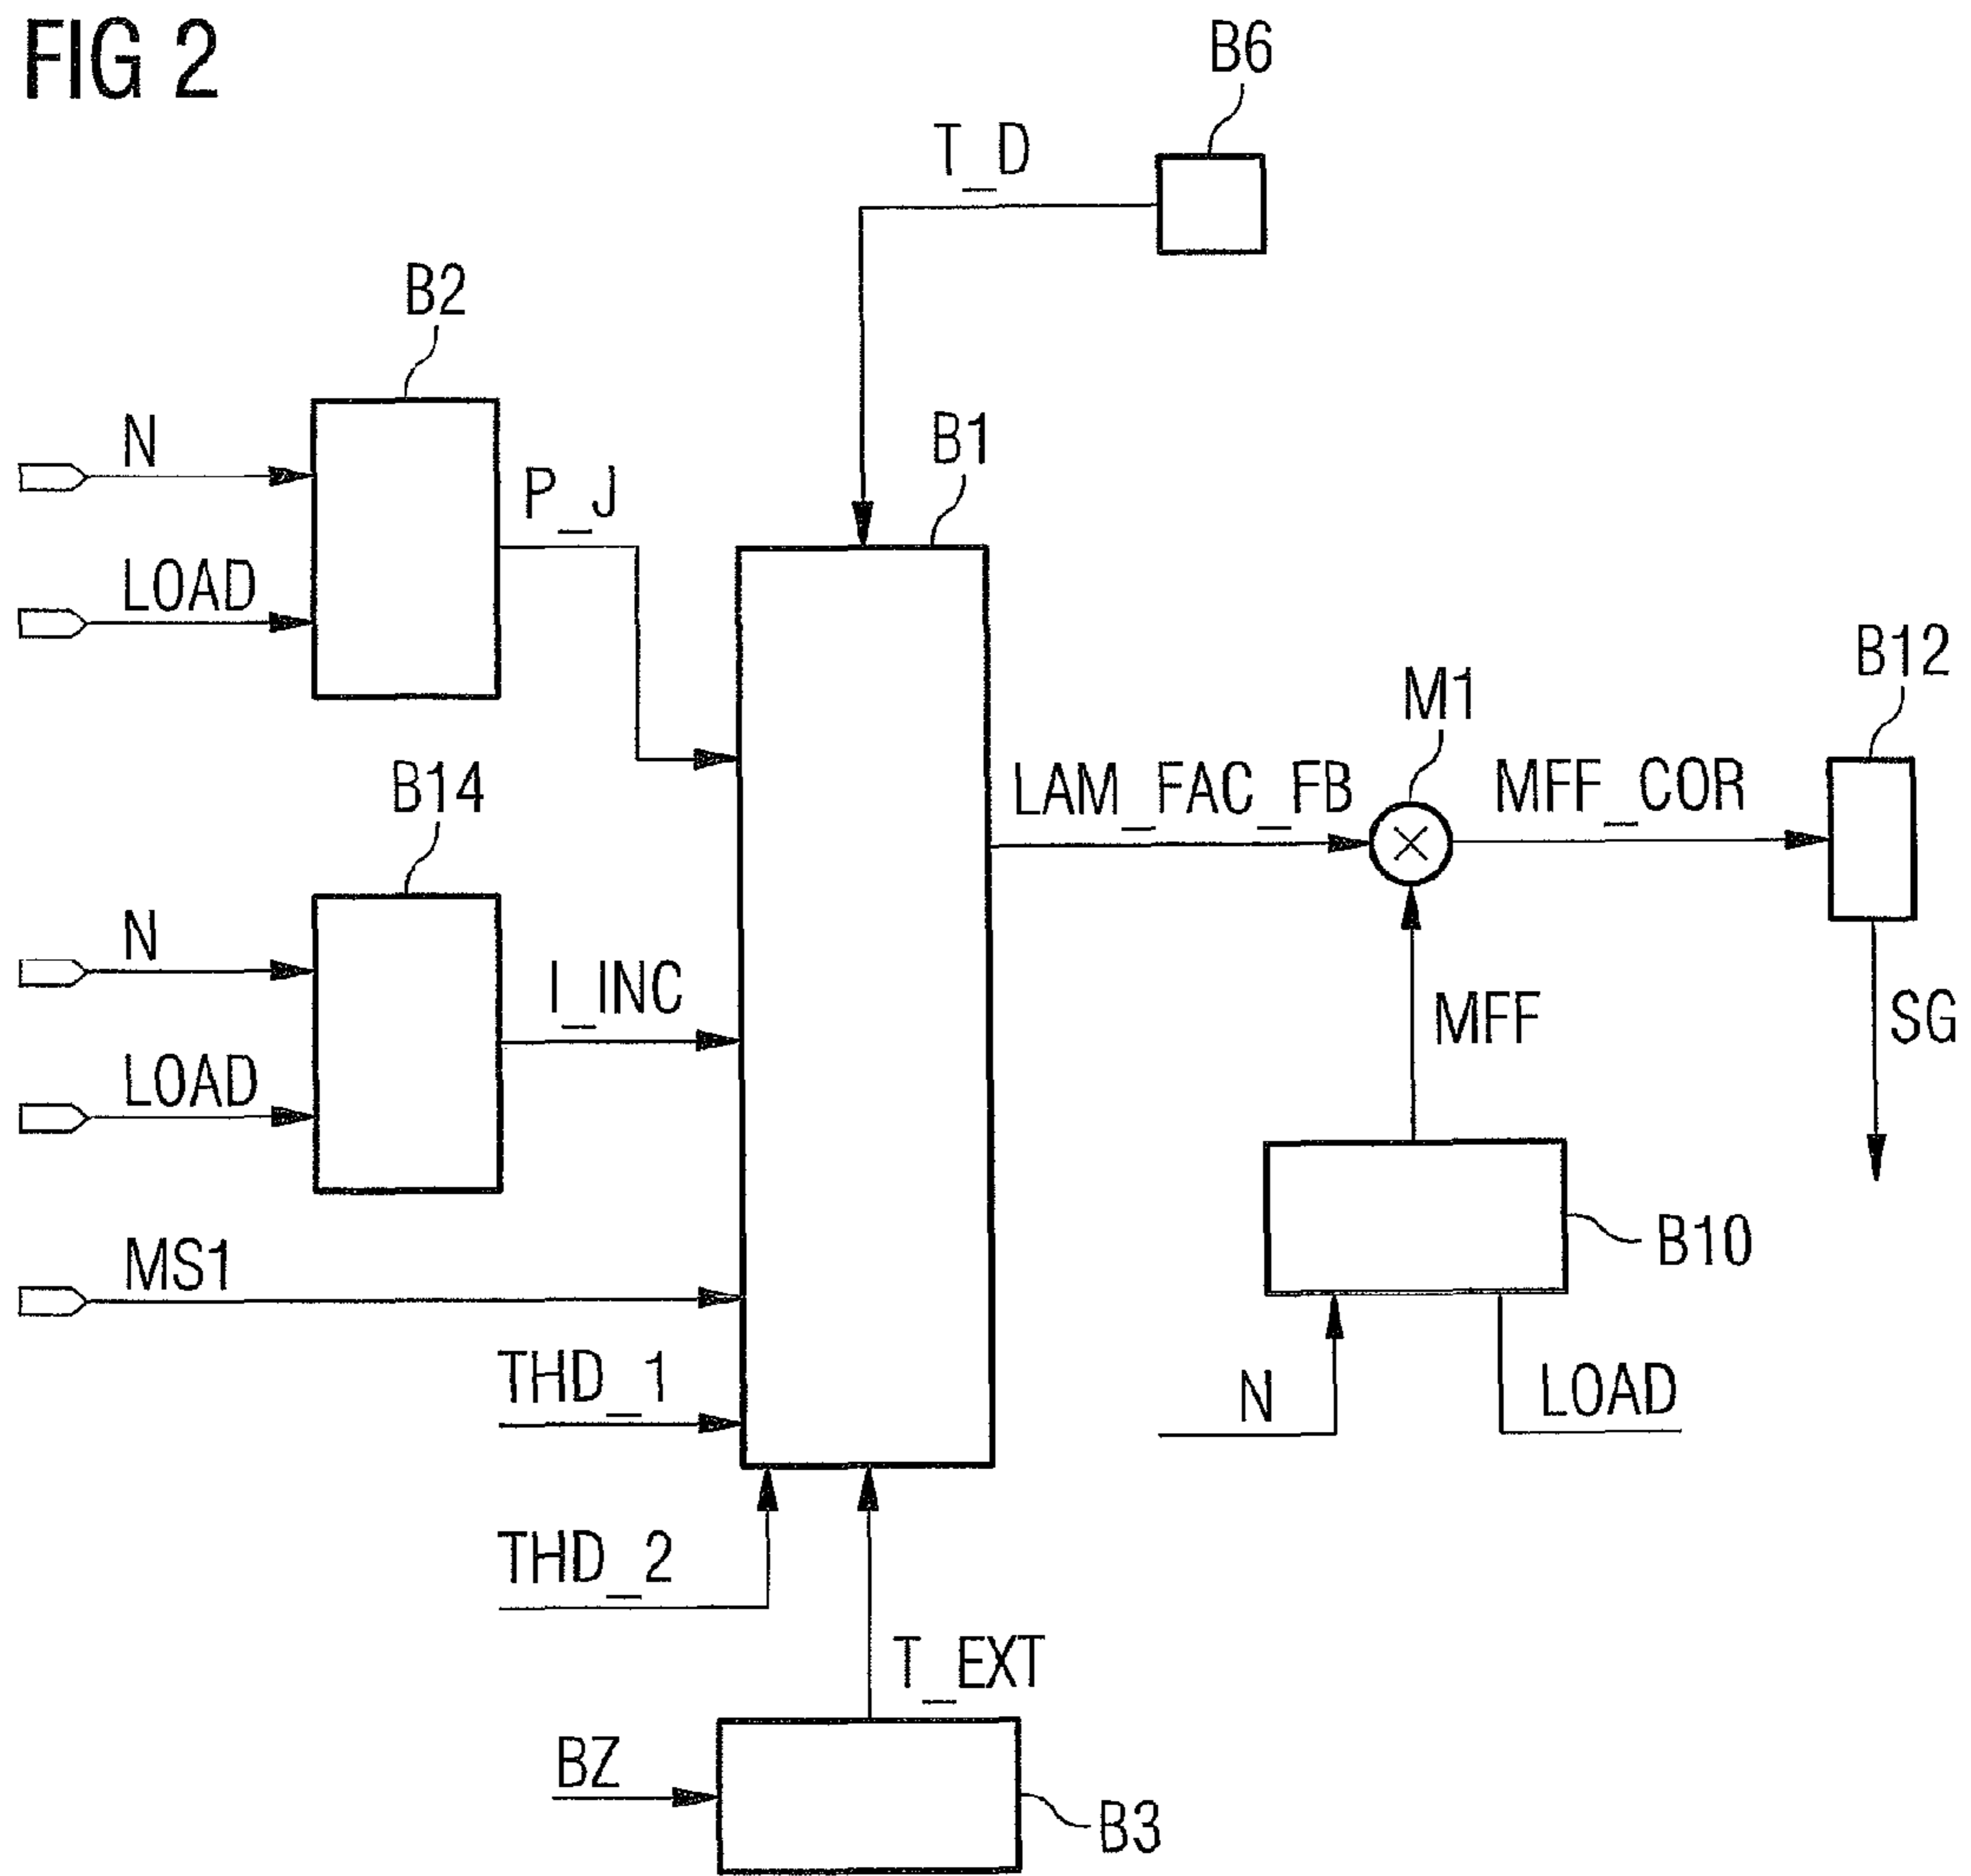 FIG 2
B6
T_D
B2
N
P_J
B1
LOAD
B12
M1
B14
LAM_FAC_FB
MFF_COR
N
I_INC
MFF
SG
LOAD
B10
MS1
THD_1
N
LOAD
THD_2
T_EXT
BZ
B3